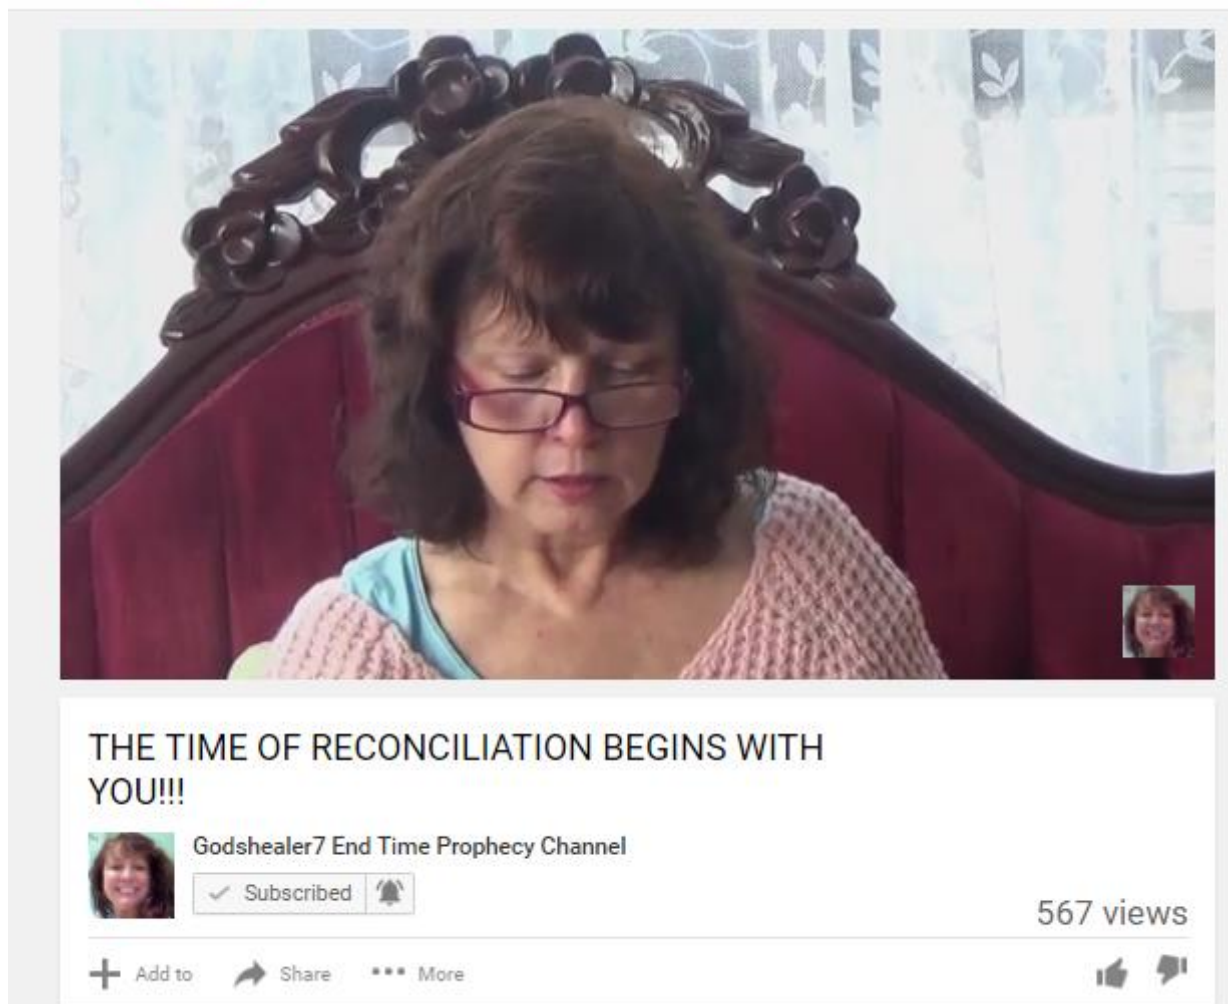 THE TIME OF RECONCILIATION BEGINS WITH
YOU!!!
Godshealer7 End Time Prophecy Channel
Subscribed
567 views
Add to
Share
More